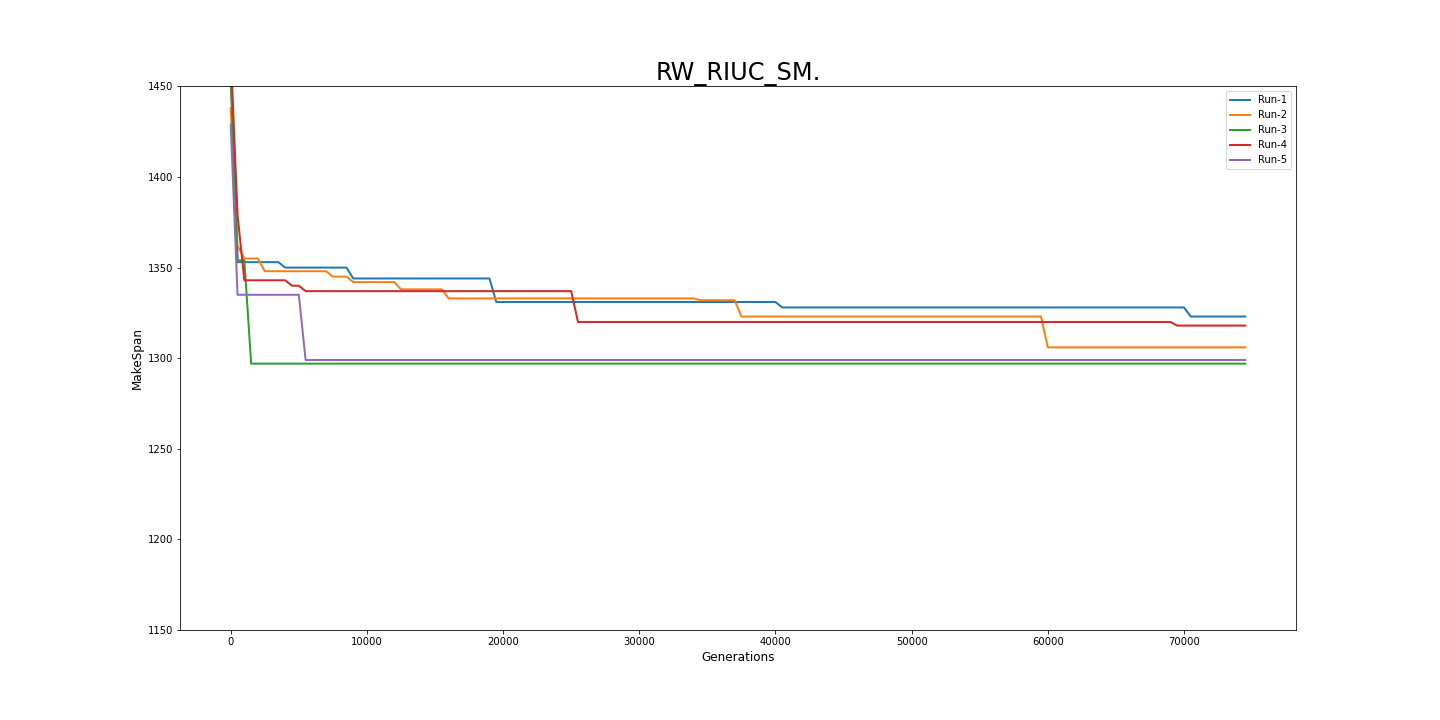 RW_RIUC_SM.
1450
1400
1350
1300
1250
1200
1150
MakeSpan
0
10000
20000
30000
40000
50000
60000
70000
Generations
Run-1
Run-2
Run-3
Run-4
Run-5